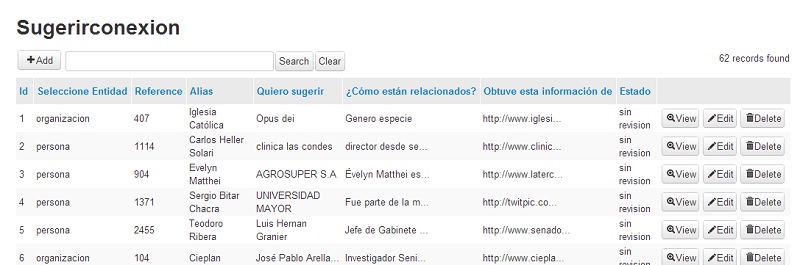 Sugerirconexion
Add Search Clear 62 records found
Id Seleccione Entidad Reference Alias Quiero sugerir ¿Cómo están relacionados? Obtuve esta información de Estado
1 organizacion 407 Iglesia Católica Opus dei Genero especie http://www.iglesi... sin revision View Edit Delete
2 persona 1114 Carlos Heller Solari clinica las condes director desde se... http://www.clinic... sin revision View Edit Delete
3 persona 904 Evelyn Matthei AGROSUPER S.A Évelyn Matthei es... http://www.laterc... sin revision View Edit Delete
4 persona 1371 Sergio Bitar Chacra UNIVERSIDAD MAYOR Fue parte de la m... http://twitpic.co... sin revision View Edit Delete
5 persona 2455 Teodoro Ribera Luis Hernan Granier Jefe de Gabinete ... http://www.senado... sin revision View Edit Delete
6 organizacion 104 Cieplan José Pablo Arella... Investigador Seni... http://www.ciepla... sin revision View Edit Delete